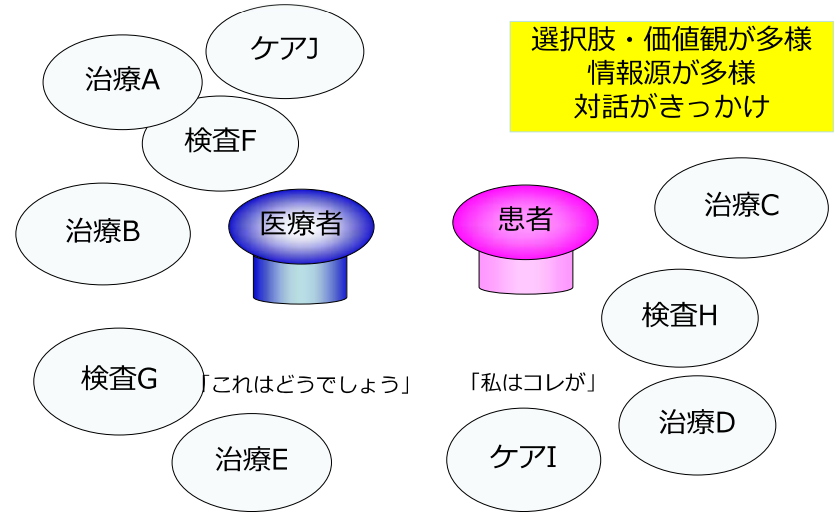 ケアJ
治療A
検査F
選択肢・価値観が多様
情報源が多様
対話がきっかけ
治療B
医療者
患者
治療C
検査H
検査G
「これはどうでしょう」
「私はコレが」
治療E
ケアI
治療D